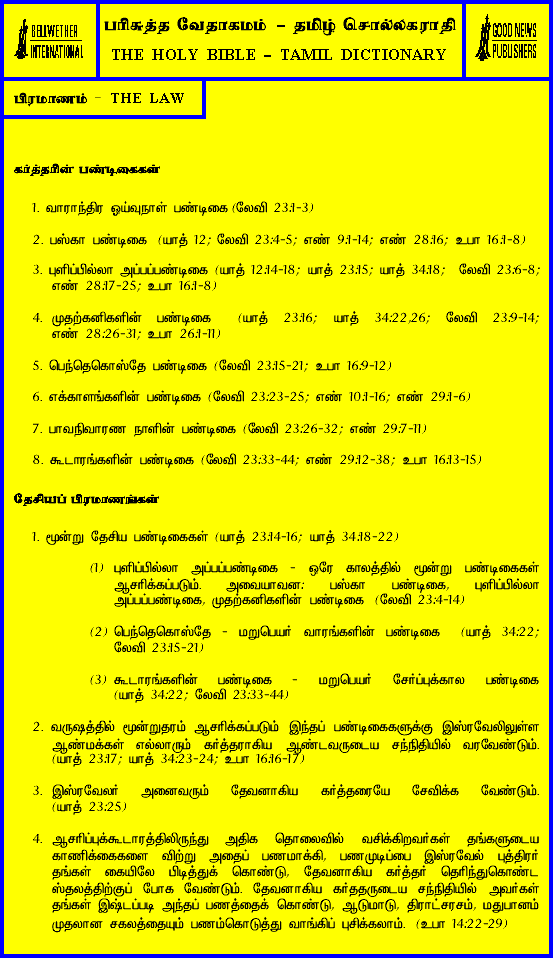 BELLWETHER
INTERNATIONAL
பரிசுத்த வேதாகமம் - தமிழ் சொல்லகராதி
THE HOLY BIBLE - TAMIL DICTIONARY
GOOD NEWS
PUBLISHERS
பிரமாணம் - THE LAW
கர்த்தரின் பண்டிகைகள்
1. வாராந்திர ஓய்வுநாள் பண்டிகை (லேவி 23:1-3)
2. பஸ்கா பண்டிகை (யாத் 12; லேவி 23:4-5; எண் 9:1-14; எண் 28:16; உபா 16:1-8)
3. புளிப்பில்லா அப்பப்பண்டிகை (யாத் 12:14-18; யாத் 23:15; யாத் 34:18; லேவி 23:6-8;
எண் 28:17-25; உபா 16:1-8)
4. முதற்கனிகளின் பண்டிகை (யாத் 23:16; யாத் 34:22,26; லேவி 23:9-14;
எண் 28:26-31; உபா 26:1-11)
5. பெந்தெகொஸ்தே பண்டிகை (லேவி 23:15-21; உபா 16:9-12)
6. எக்காளங்களின் பண்டிகை (லேவி 23:23-25; எண் 10:1-16; எண் 29:1-6)
7. பாவநிவாரண நாளின் பண்டிகை (லேவி 23:26-32; எண் 29:7-11)
8. கூடாரங்களின் பண்டிகை (லேவி 23:33-44; எண் 29:12-38; உபா 16:13-15)
தேசியப் பிரமாணங்கள்
1. மூன்று தேசிய பண்டிகைகள் (யாத் 23:14-16; யாத் 34:18-22)
(1) புளிப்பில்லா அப்பப்பண்டிகை - ஒரே காலத்தில் மூன்று பண்டிகைகள்
ஆசரிக்கப்படும். அவையாவன: பஸ்கா பண்டிகை, புளிப்பில்லா
அப்பப்பண்டிகை, முதற்கனிகளின் பண்டிகை (லேவி 23:4-14)
(2) பெந்தெகொஸ்தே - மறுபெயர் வாரங்களின் பண்டிகை (யாத் 34:22;
லேவி 23:15-21)
(3) கூடாரங்களின் பண்டிகை - மறுபெயர் சேர்ப்புக்கால பண்டிகை
(யாத் 34:22; லேவி 23:33-44)
2. வருஷத்தில் மூன்றுதரம் ஆசரிக்கப்படும் இந்தப் பண்டிகைகளுக்கு இஸ்ரவேலிலுள்ள
ஆண்மக்கள் எல்லாரும் கர்த்தராகிய ஆண்டவருடைய சந்நிதியில் வரவேண்டும்.
(யாத் 23:17; யாத் 34:23-24; உபா 16:16-17)
3. இஸ்ரவேலர் அனைவரும் தேவனாகிய கர்த்தரையே சேவிக்க வேண்டும்.
(யாத் 23:25)
4. ஆசரிப்புக்கூடாரத்திலிருந்து அதிக தொலைவில் வசிக்கிறவர்கள் தங்களுடைய
காணிக்கைகளை விற்று அதைப் பணமாக்கி, பணமுடிப்பை இஸ்ரவேல் புத்திரர்
தங்கள் கையிலே பிடித்துக் கொண்டு, தேவனாகிய கர்த்தர் தெரிந்துகொண்ட
ஸ்தலத்திற்குப் போக வேண்டும். தேவனாகிய கர்த்தருடைய சந்நிதியில் அவர்கள்
தங்கள் இஷ்டப்படி அந்தப் பணத்தைக் கொண்டு, ஆடுமாடு, திராட்சரசம், மதுபானம்
முதலான சகலத்தையும் பணம்கொடுத்து வாங்கிப் புசிக்கலாம். (உபா 14:22-29)